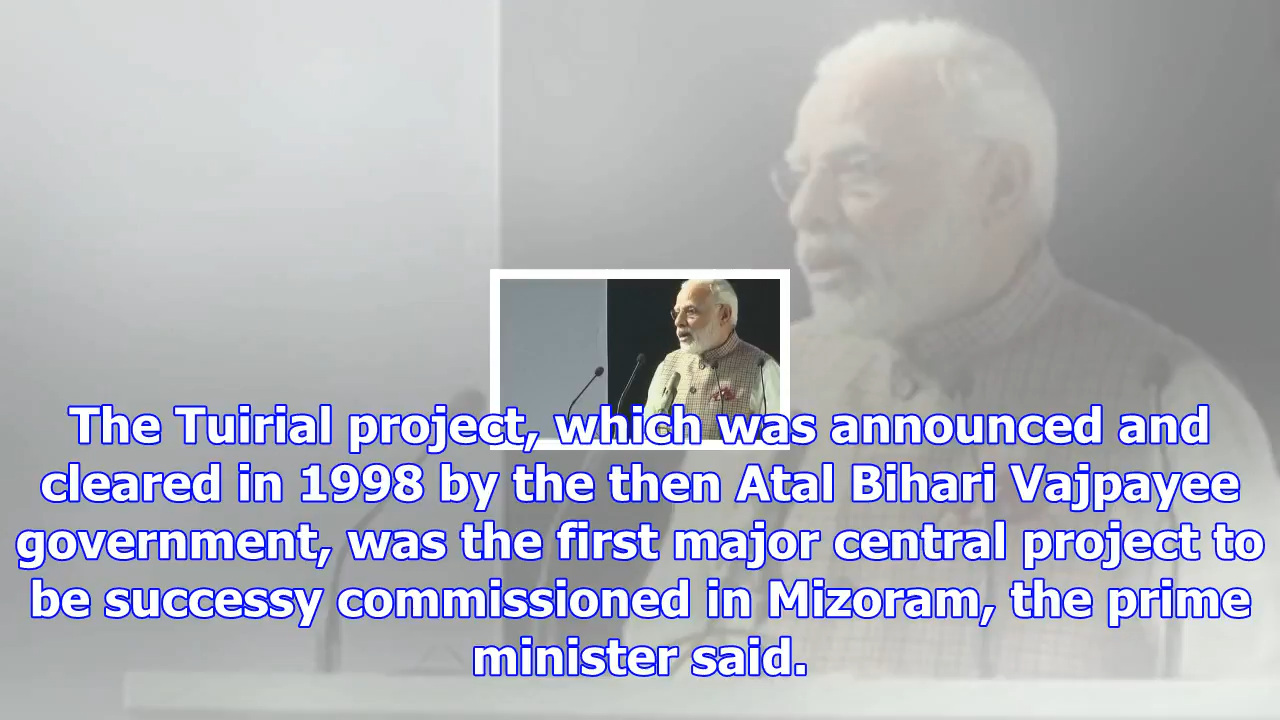 The Tuirial project, which was announced and
cleared in 1998 by the then Atal Bihari Vajpayee
government, was the first major central project to
be successy commissioned in Mizoram, the prime
minister said.